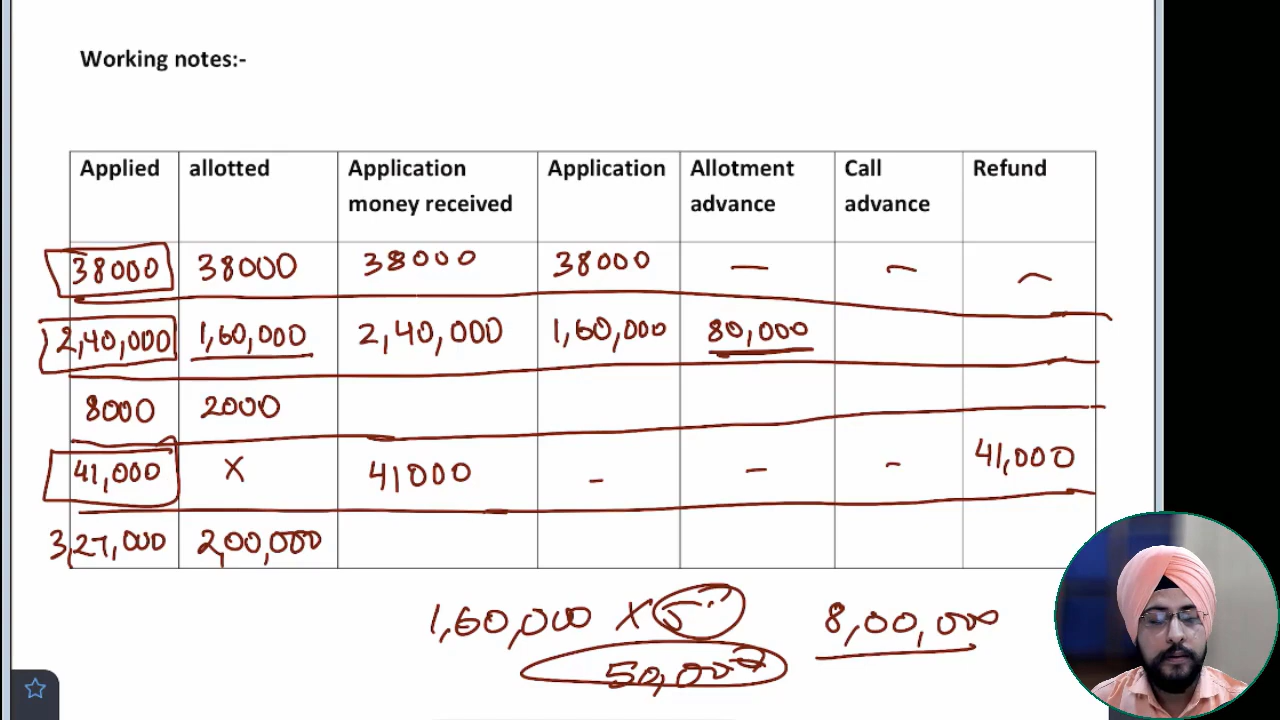 Working notes:-
Applied allotted Application money received Application Allotment advance Call advance Refund
38000 38000 38000 38000 — — —
2,40,000 1,60,000 2,40,000 1,60,000 80,000
8000 2000
41,000 X 41000 - - - 41,000
3,27,000 2,00,000
1,60,000 X 5 8,00,000